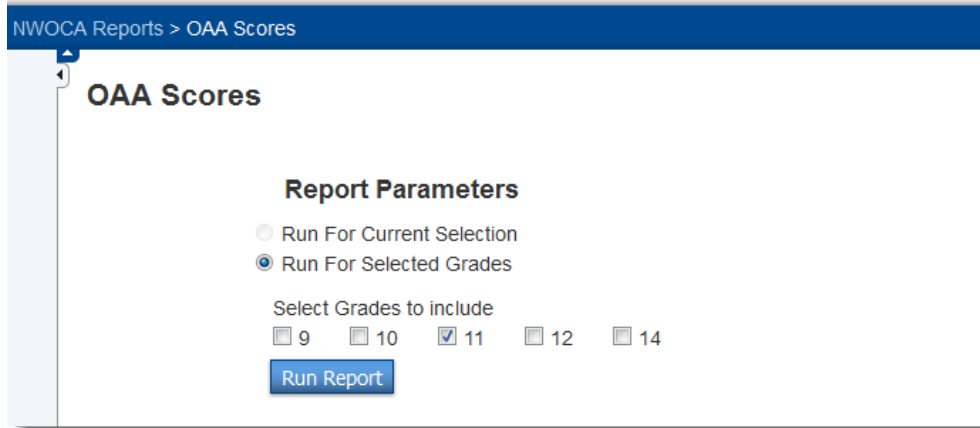 NWOCA Reports > OAA Scores
OAA Scores
Report Parameters
Run For Current Selection
Run For Selected Grades
Select Grades to include
9 10 11 12 14
Run Report